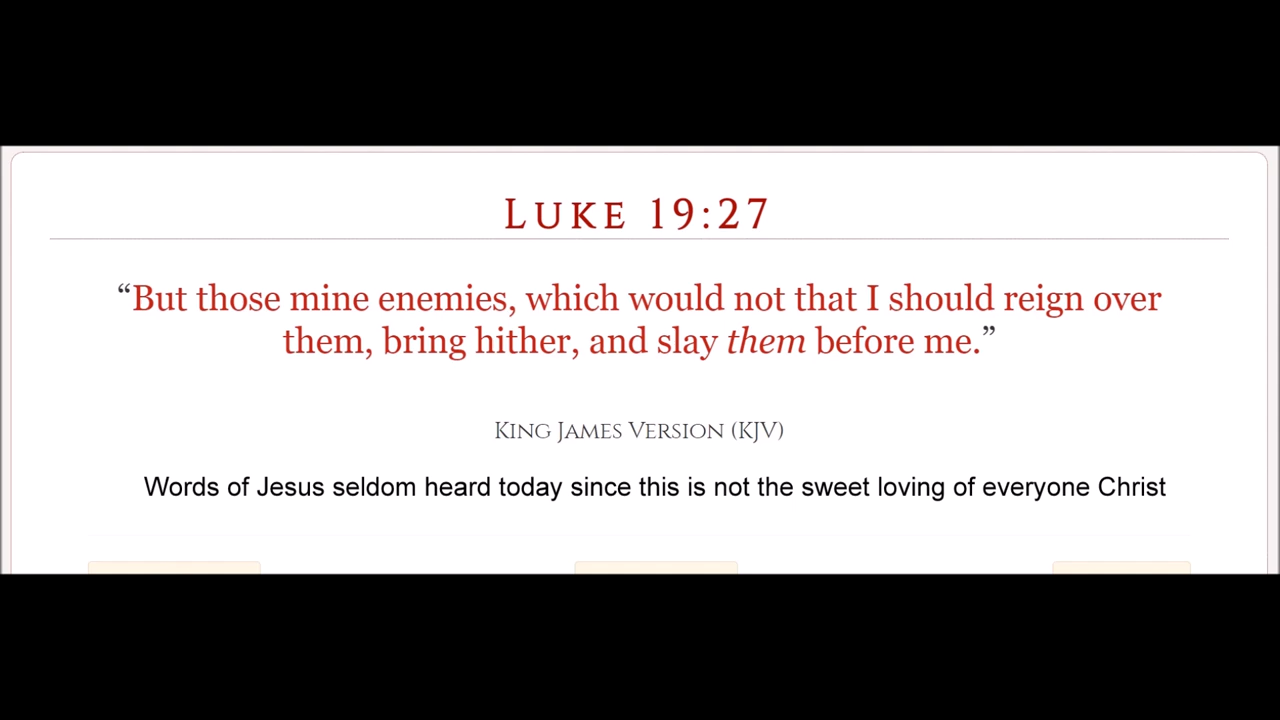 Luke 19:27
“But those mine enemies, which would not that I should reign over
them, bring hither, and slay them before me.”
King James Version (KJV)
Words of Jesus seldom heard today since this is not the sweet loving of everyone Christ